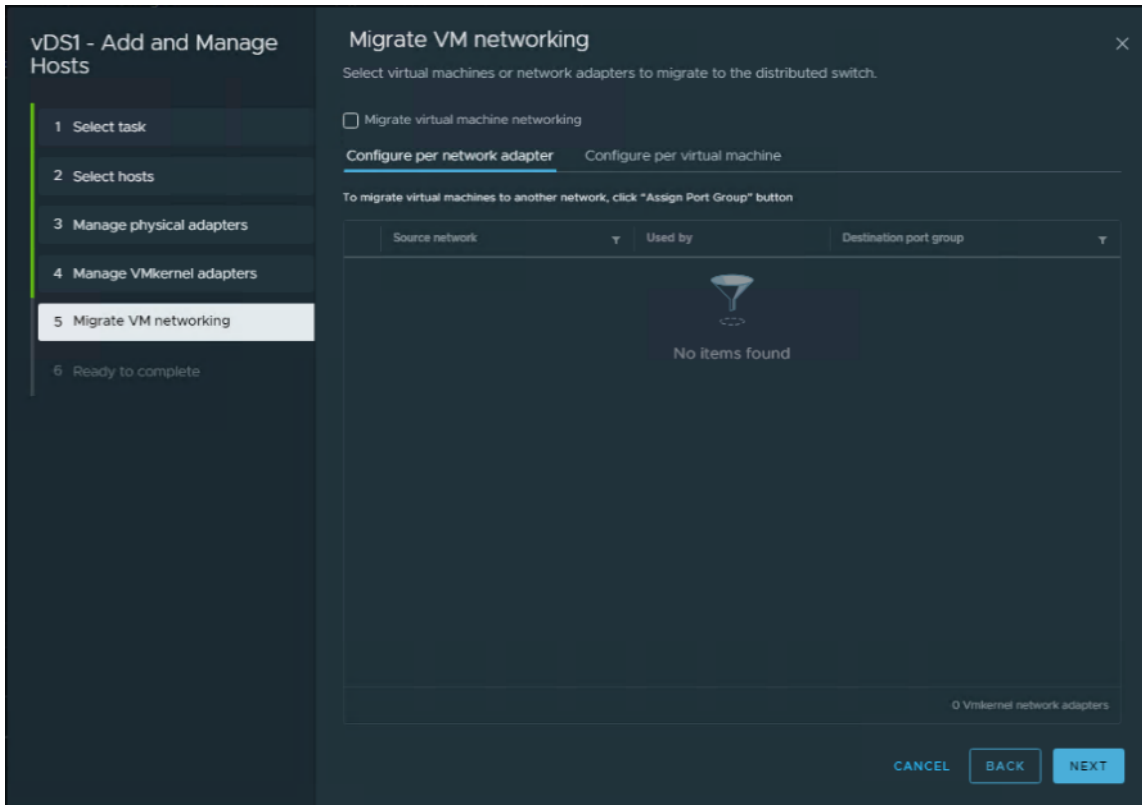 vDS1 - Add and Manage
Hosts
1 Select task
2 Select hosts
3 Manage physical adapters
4 Manage VMkernel adapters
5 Migrate VM networking
6 Ready to complete
Migrate VM networking
Select virtual machines or network adapters to migrate to the distributed switch.
Migrate virtual machine networking
Configure per network adapter Configure per virtual machine
To migrate virtual machines to another network, click "Assign Port Group" button
Source network Used by Destination port group
No items found
0 Vmkernel network adapters
CANCEL BACK NEXT